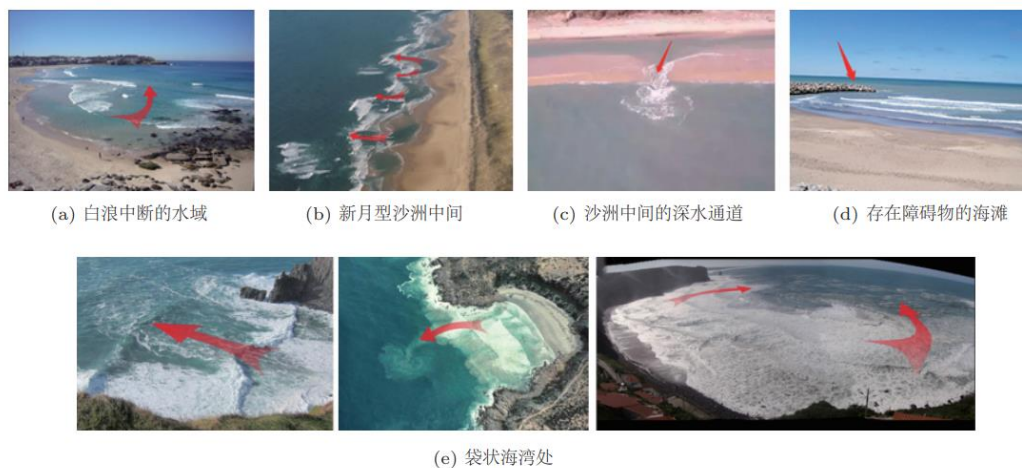 (a) 白浪中断的水域
(b) 新月型沙洲中间
(c) 沙洲中间的深水通道
(d) 存在障碍物的海滩
(e) 袋状海湾处